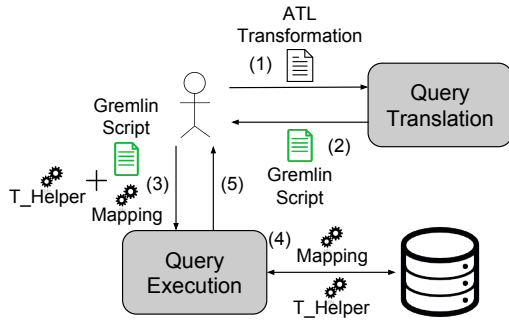 ATL
Transformation
(1)
Query
Translation
Gremlin
Script
(2)
Gremlin
Script
T_Helper
+
Mapping
(3)
(5)
(4)
Mapping
T_Helper
Query
Execution